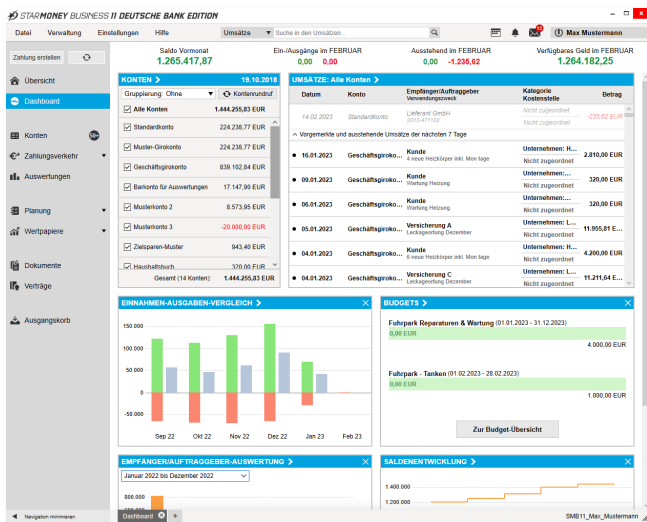 STARMONEY BUSINESS 11 DEUTSCHE BANK EDITION
Datei Verwaltung Einstellungen Hilfe Umsätze Suche in den Umsätzen... Max Mustermann
Zahlung erstellen
Saldo Vormonat
1.265.417,87
Ein-/Ausgänge im FEBRUAR
0,00 0,00
Ausstehend im FEBRUAR
0,00 -1.235,62
Verfügbares Geld im FEBRUAR
1.264.182,25
Übersicht
Dashboard
Konten 50+
Zahlungsverkehr
Auswertungen
Planung
Wertpapiere
Dokumente
Verträge
Ausgangskorb
Navigation minimieren
KONTEN 19.10.2018
Gruppierung: Ohne Kontenrundruf
Alle Konten 1.444.255,83 EUR
Standardkonto 224.238,77 EUR
Muster-Girokonto 224.238,77 EUR
Geschäftsgirokonto 839.102,84 EUR
Barkonto für Auswertungen 17.147,90 EUR
Musterkonto 2 8.573,95 EUR
Musterkonto 3 -20.000,00 EUR
Zielsparen-Muster 943,40 EUR
Haushaltsbuch 320,00 EUR
Gesamt (14 Konten): 1.444.255,83 EUR
UMSÄTZE: Alle Konten
Datum Konto Empfänger/Auftraggeber Kategorie Betrag
Verwendungszweck Kostenstelle
14.02.2023 Standardkonto Lieferant GmbH Nicht zugeordnet -235,62 EUR
2013-471102 Nicht zugeordnet
Vorgemerkte und ausstehende Umsätze der nächsten 7 Tage
16.01.2023 Geschäftsgiroko... Kunde Unternehmen: H... 2.810,00 EUR
4 neue Heizkörper inkl. Mon tage Nicht zugeordnet
09.01.2023 Geschäftsgiroko... Kunde Unternehmen:... 320,00 EUR
Wartung Heizung Nicht zugeordnet
06.01.2023 Geschäftsgiroko... Kunde Unternehmen:... 320,00 EUR
Wartung Heizung Nicht zugeordnet
05.01.2023 Geschäftsgiroko... Versicherung A Unternehmen: L... 11.955,81 E...
Leckageortung Dezember Nicht zugeordnet
04.01.2023 Geschäftsgiroko... Kunde Unternehmen: H... 4.200,00 EUR
6 neue Heizkörper inkl. Mon tage Nicht zugeordnet
04.01.2023 Geschäftsgiroko... Versicherung C Unternehmen: L... 11.211,64 E...
Leckageortung Dezember Nicht zugeordnet
EINNAHMEN-AUSGABEN-VERGLEICH
150.000
100.000
50.000
0
-50.000
Sep 22 Okt 22 Nov 22 Dez 22 Jan 23 Feb 23
BUDGETS
Fuhrpark Reparaturen & Wartung (01.01.2023 - 31.12.2023)
0,00 EUR
4.000,00 EUR
Fuhrpark - Tanken (01.02.2023 - 28.02.2023)
0,00 EUR
1.000,00 EUR
Zur Budget-Übersicht
EMPFÄNGER/AUFTRAGGEBER-AUSWERTUNG
Januar 2022 bis Dezember 2022
800.000
SALDENENTWICKLUNG
1.400.000
1.200.000
Dashboard +
SMB11_Max_Mustermann